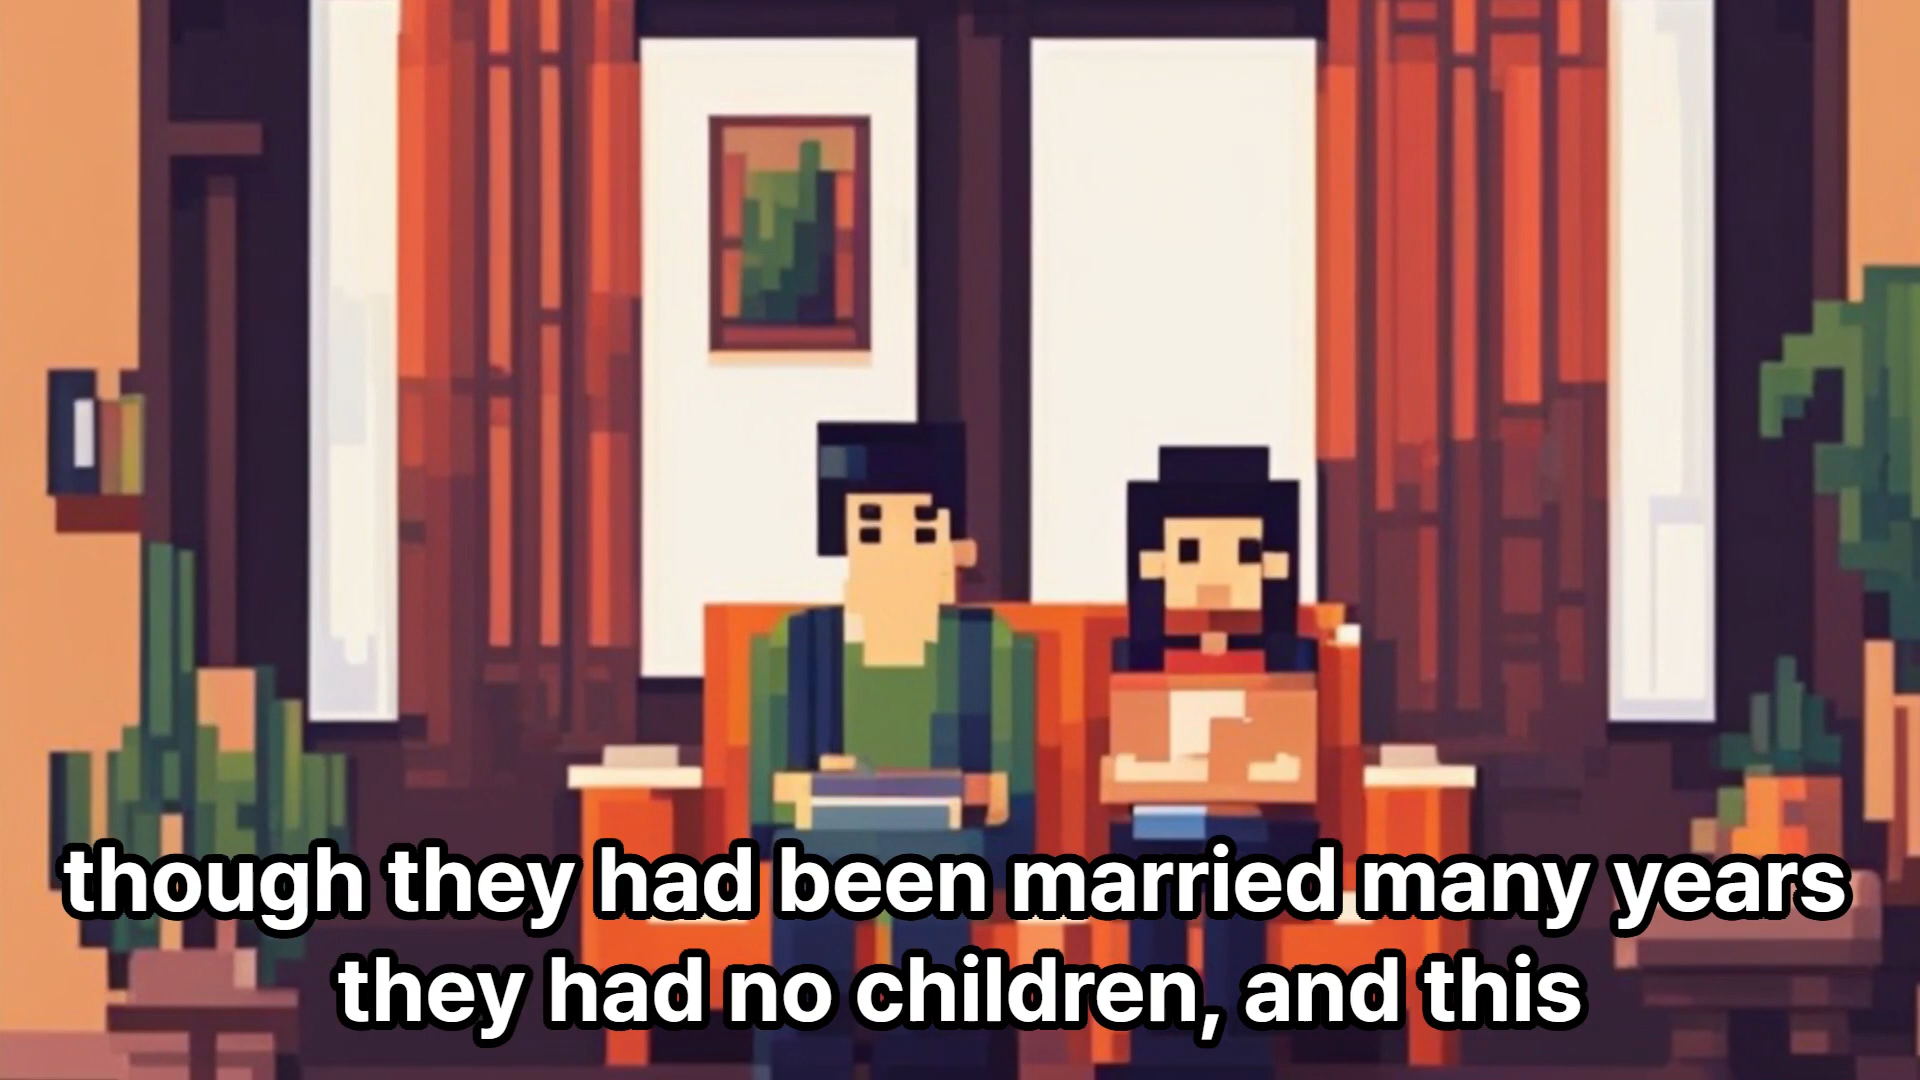 though they had been married many years
they had no children, and this